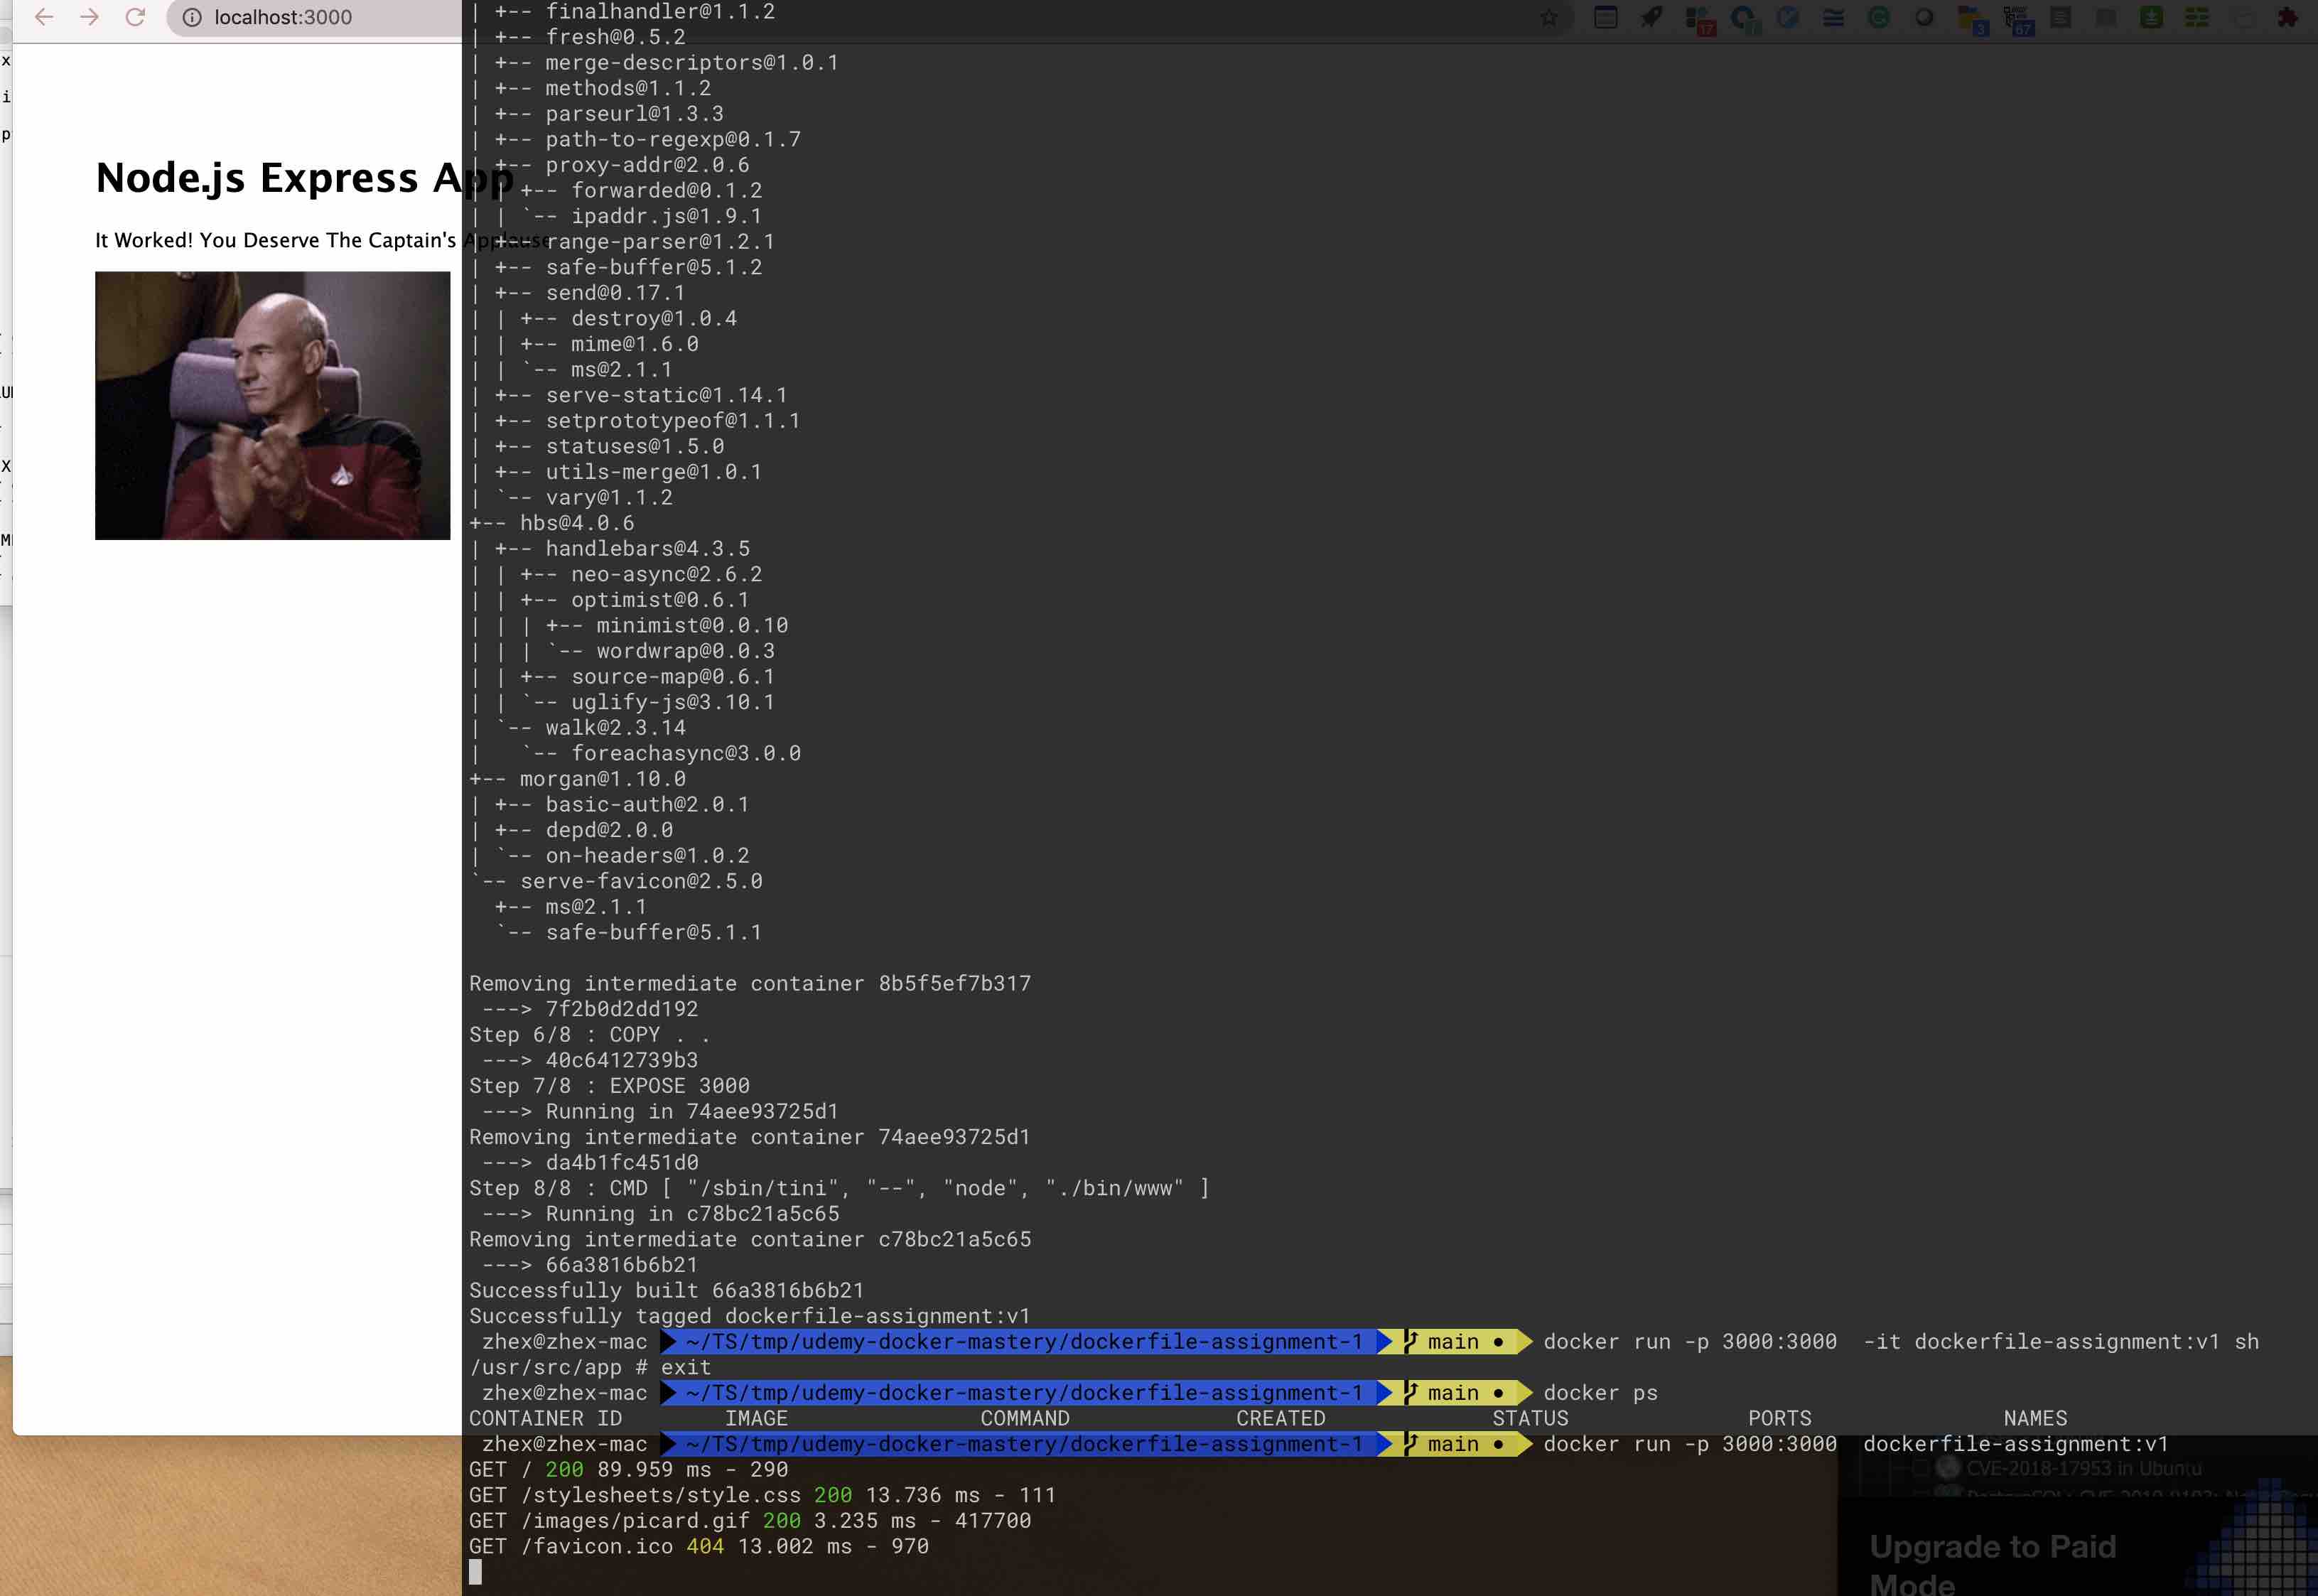 localhost:3000
Node.js Express App
It Worked! You Deserve The Captain's Applause
| +-- finalhandler@1.1.2
| +-- fresh@0.5.2
| +-- merge-descriptors@1.0.1
| +-- methods@1.1.2
| +-- parseurl@1.3.3
| +-- path-to-regexp@0.1.7
| +-- proxy-addr@2.0.6
| | +-- forwarded@0.1.2
| | `-- ipaddr.js@1.9.1
| +-- range-parser@1.2.1
| +-- safe-buffer@5.1.2
| +-- send@0.17.1
| | +-- destroy@1.0.4
| | +-- mime@1.6.0
| | `-- ms@2.1.1
| +-- serve-static@1.14.1
| +-- setprototypeof@1.1.1
| +-- statuses@1.5.0
| +-- utils-merge@1.0.1
| `-- vary@1.1.2
+-- hbs@4.0.6
| +-- handlebars@4.3.5
| | +-- neo-async@2.6.2
| | +-- optimist@0.6.1
| | | +-- minimist@0.0.10
| | | `-- wordwrap@0.0.3
| | +-- source-map@0.6.1
| | `-- uglify-js@3.10.1
| `-- walk@2.3.14
|   `-- foreachasync@3.0.0
+-- morgan@1.10.0
| +-- basic-auth@2.0.1
| +-- depd@2.0.0
| `-- on-headers@1.0.2
`-- serve-favicon@2.5.0
  +-- ms@2.1.1
  `-- safe-buffer@5.1.1
Removing intermediate container 8b5f5ef7b317
 ---> 7f2b0d2dd192
Step 6/8 : COPY . .
 ---> 40c6412739b3
Step 7/8 : EXPOSE 3000
 ---> Running in 74aee93725d1
Removing intermediate container 74aee93725d1
 ---> da4b1fc451d0
Step 8/8 : CMD [ "/sbin/tini", "--", "node", "./bin/www" ]
 ---> Running in c78bc21a5c65
Removing intermediate container c78bc21a5c65
 ---> 66a3816b6b21
Successfully built 66a3816b6b21
Successfully tagged dockerfile-assignment:v1
zhex@zhex-mac ~/TS/tmp/udemy-docker-mastery/dockerfile-assignment-1 main ● docker run -p 3000:3000  -it dockerfile-assignment:v1 sh
/usr/src/app # exit
zhex@zhex-mac ~/TS/tmp/udemy-docker-mastery/dockerfile-assignment-1 main ● docker ps
CONTAINER ID IMAGE COMMAND CREATED STATUS PORTS NAMES
zhex@zhex-mac ~/TS/tmp/udemy-docker-mastery/dockerfile-assignment-1 main ● docker run -p 3000:3000  dockerfile-assignment:v1
GET / 200 89.959 ms - 290
GET /stylesheets/style.css 200 13.736 ms - 111
GET /images/picard.gif 200 3.235 ms - 417700
GET /favicon.ico 404 13.002 ms - 970
CVE-2018-17953 in Ubuntu
Upgrade to Paid
Mode
17
3
67